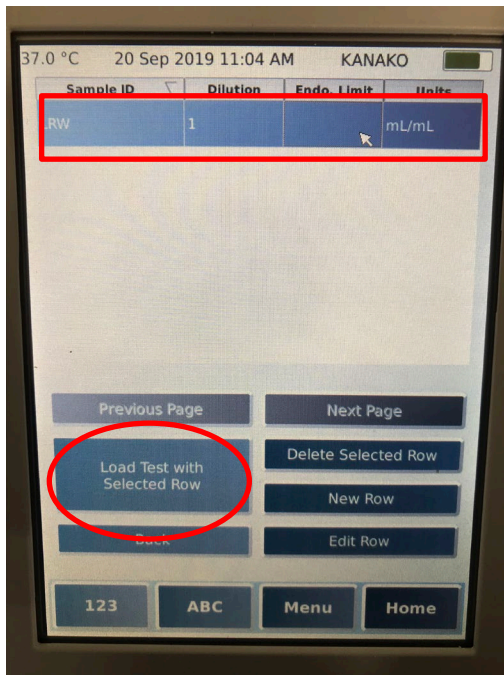 37.0 °C 20 Sep 2019 11:04 AM KANAKO
Sample ID Dilution Endo. Limit Units
LRW 1 mL/mL
Previous Page Next Page
Load Test with
Selected Row
Delete Selected Row
New Row
Back Edit Row
123 ABC Menu Home